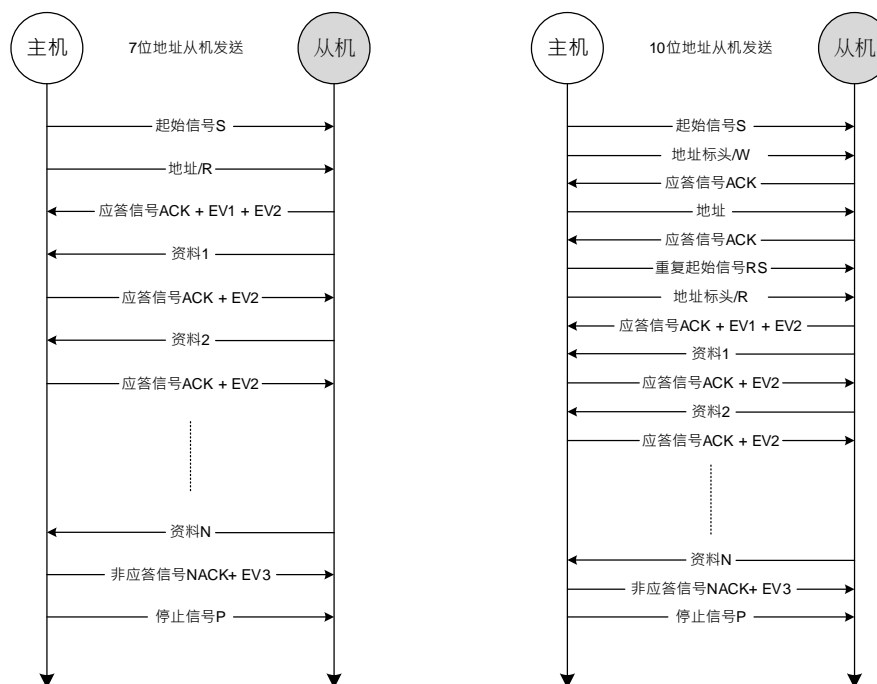 主机
7位地址从机发送
从机
起始信号S
地址/R
应答信号ACK + EV1 + EV2
资料1
应答信号ACK + EV2
资料2
应答信号ACK + EV2
资料N
非应答信号NACK+ EV3
停止信号P
主机
10位地址从机发送
从机
起始信号S
地址标头/W
应答信号ACK
地址
应答信号ACK
重复起始信号RS
地址标头/R
应答信号ACK + EV1 + EV2
资料1
应答信号ACK + EV2
资料2
应答信号ACK + EV2
资料N
非应答信号NACK+ EV3
停止信号P